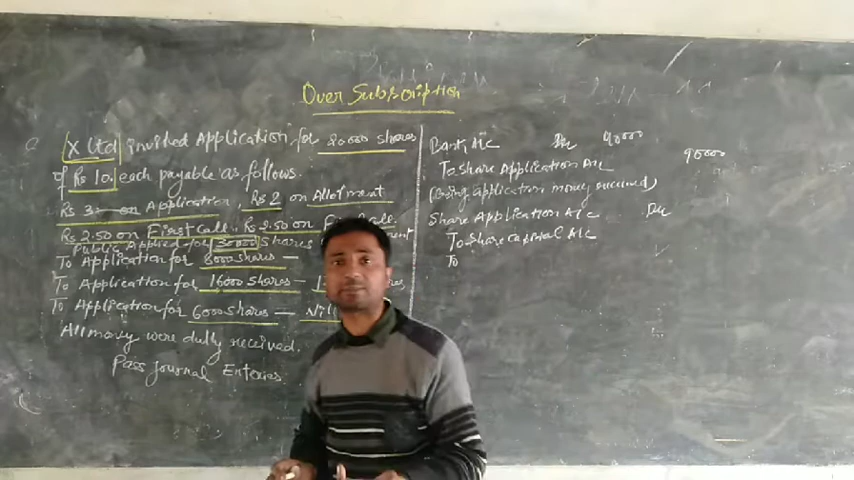 Over Subscription
X Ltd invited Application for 20000 shares
of Rs 10 each payable as follows.
Rs 3 on Application, Rs 2 on Allotment
Rs 2.50 on First Call, Rs 2.50 on Call.
Public Applied for 30000 shares
To Application for 8000 shares —
To Application for 16000 shares —
To Application for 6000 shares — Nil
All money were dully received.
Pass Journal Entries.
Bank A/C Dr 90000
To Share Application A/c 90000
(Being application money received)
Share Application A/C Dr
To Share Capital A/C
To